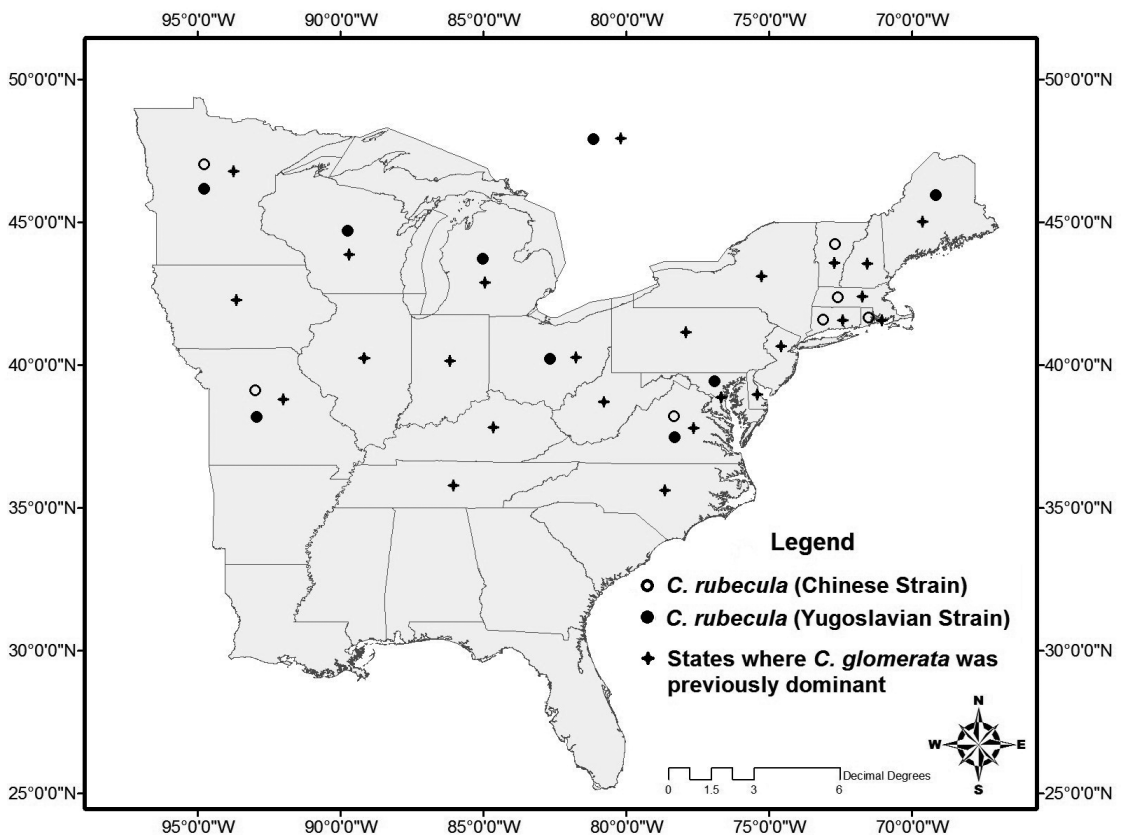 95°0'0"W 90°0'0"W 85°0'0"W 80°0'0"W 75°0'0"W 70°0'0"W
50°0'0"N 50°0'0"N
45°0'0"N 45°0'0"N
40°0'0"N 40°0'0"N
35°0'0"N 35°0'0"N
Legend
C. rubecula (Chinese Strain)
C. rubecula (Yugoslavian Strain)
30°0'0"N 30°0'0"N
States where C. glomerata was
previously dominant
N
W E
S
Decimal Degrees
0 1.5 3 6
25°0'0"N 25°0'0"N
95°0'0"W 90°0'0"W 85°0'0"W 80°0'0"W 75°0'0"W 70°0'0"W